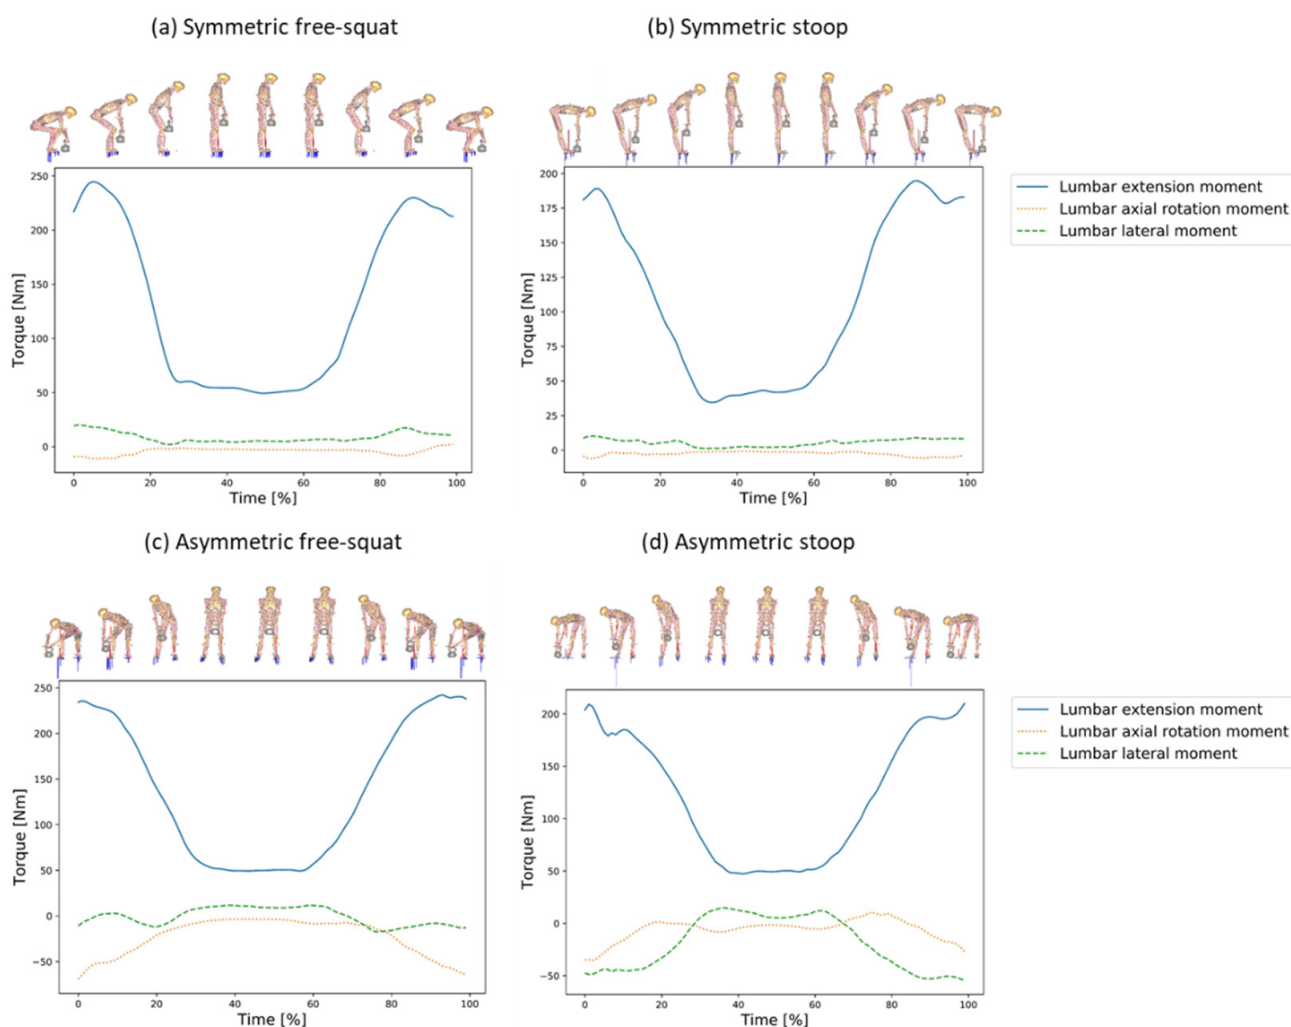 (a) Symmetric free-squat
(b) Symmetric stoop
250
200
150
100
50
0
Torque [Nm]
0 20 40 60 80 100
Time [%]
200
175
150
125
100
75
50
25
0
Torque [Nm]
0 20 40 60 80 100
Time [%]
Lumbar extension moment
Lumbar axial rotation moment
Lumbar lateral moment
(c) Asymmetric free-squat
(d) Asymmetric stoop
250
200
150
100
50
0
−50
Torque [Nm]
0 20 40 60 80 100
Time [%]
200
150
100
50
0
−50
Torque [Nm]
0 20 40 60 80 100
Time [%]
Lumbar extension moment
Lumbar axial rotation moment
Lumbar lateral moment